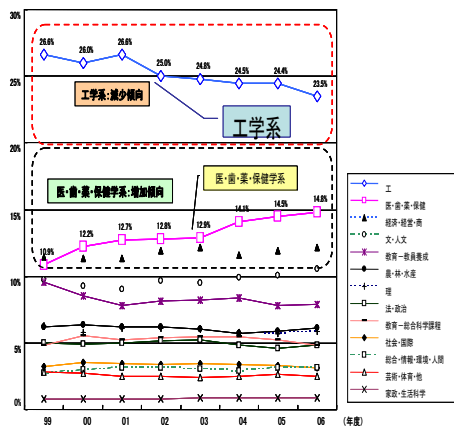 30%
26.6%
26.0%
26.6%
25.0%
24.8%
24.5%
24.4%
23.5%
25%
工学系:減少傾向
工学系
20%
医・歯・薬・保健学系:増加傾向
医・歯・薬・保健学系
15%
10.9%
12.2%
12.7%
12.8%
12.9%
14.1%
14.5%
14.8%
10%
5%
0%
99
00
01
02
03
04
05
06
(年度)
工
医・歯・薬・保健
経済・経営・商
文・人文
教育ー教員養成
農・林・水産
理
法・政治
教育ー総合科学課程
社会・国際
総合・情報・環境・人間
芸術・体育・他
家政・生活科学